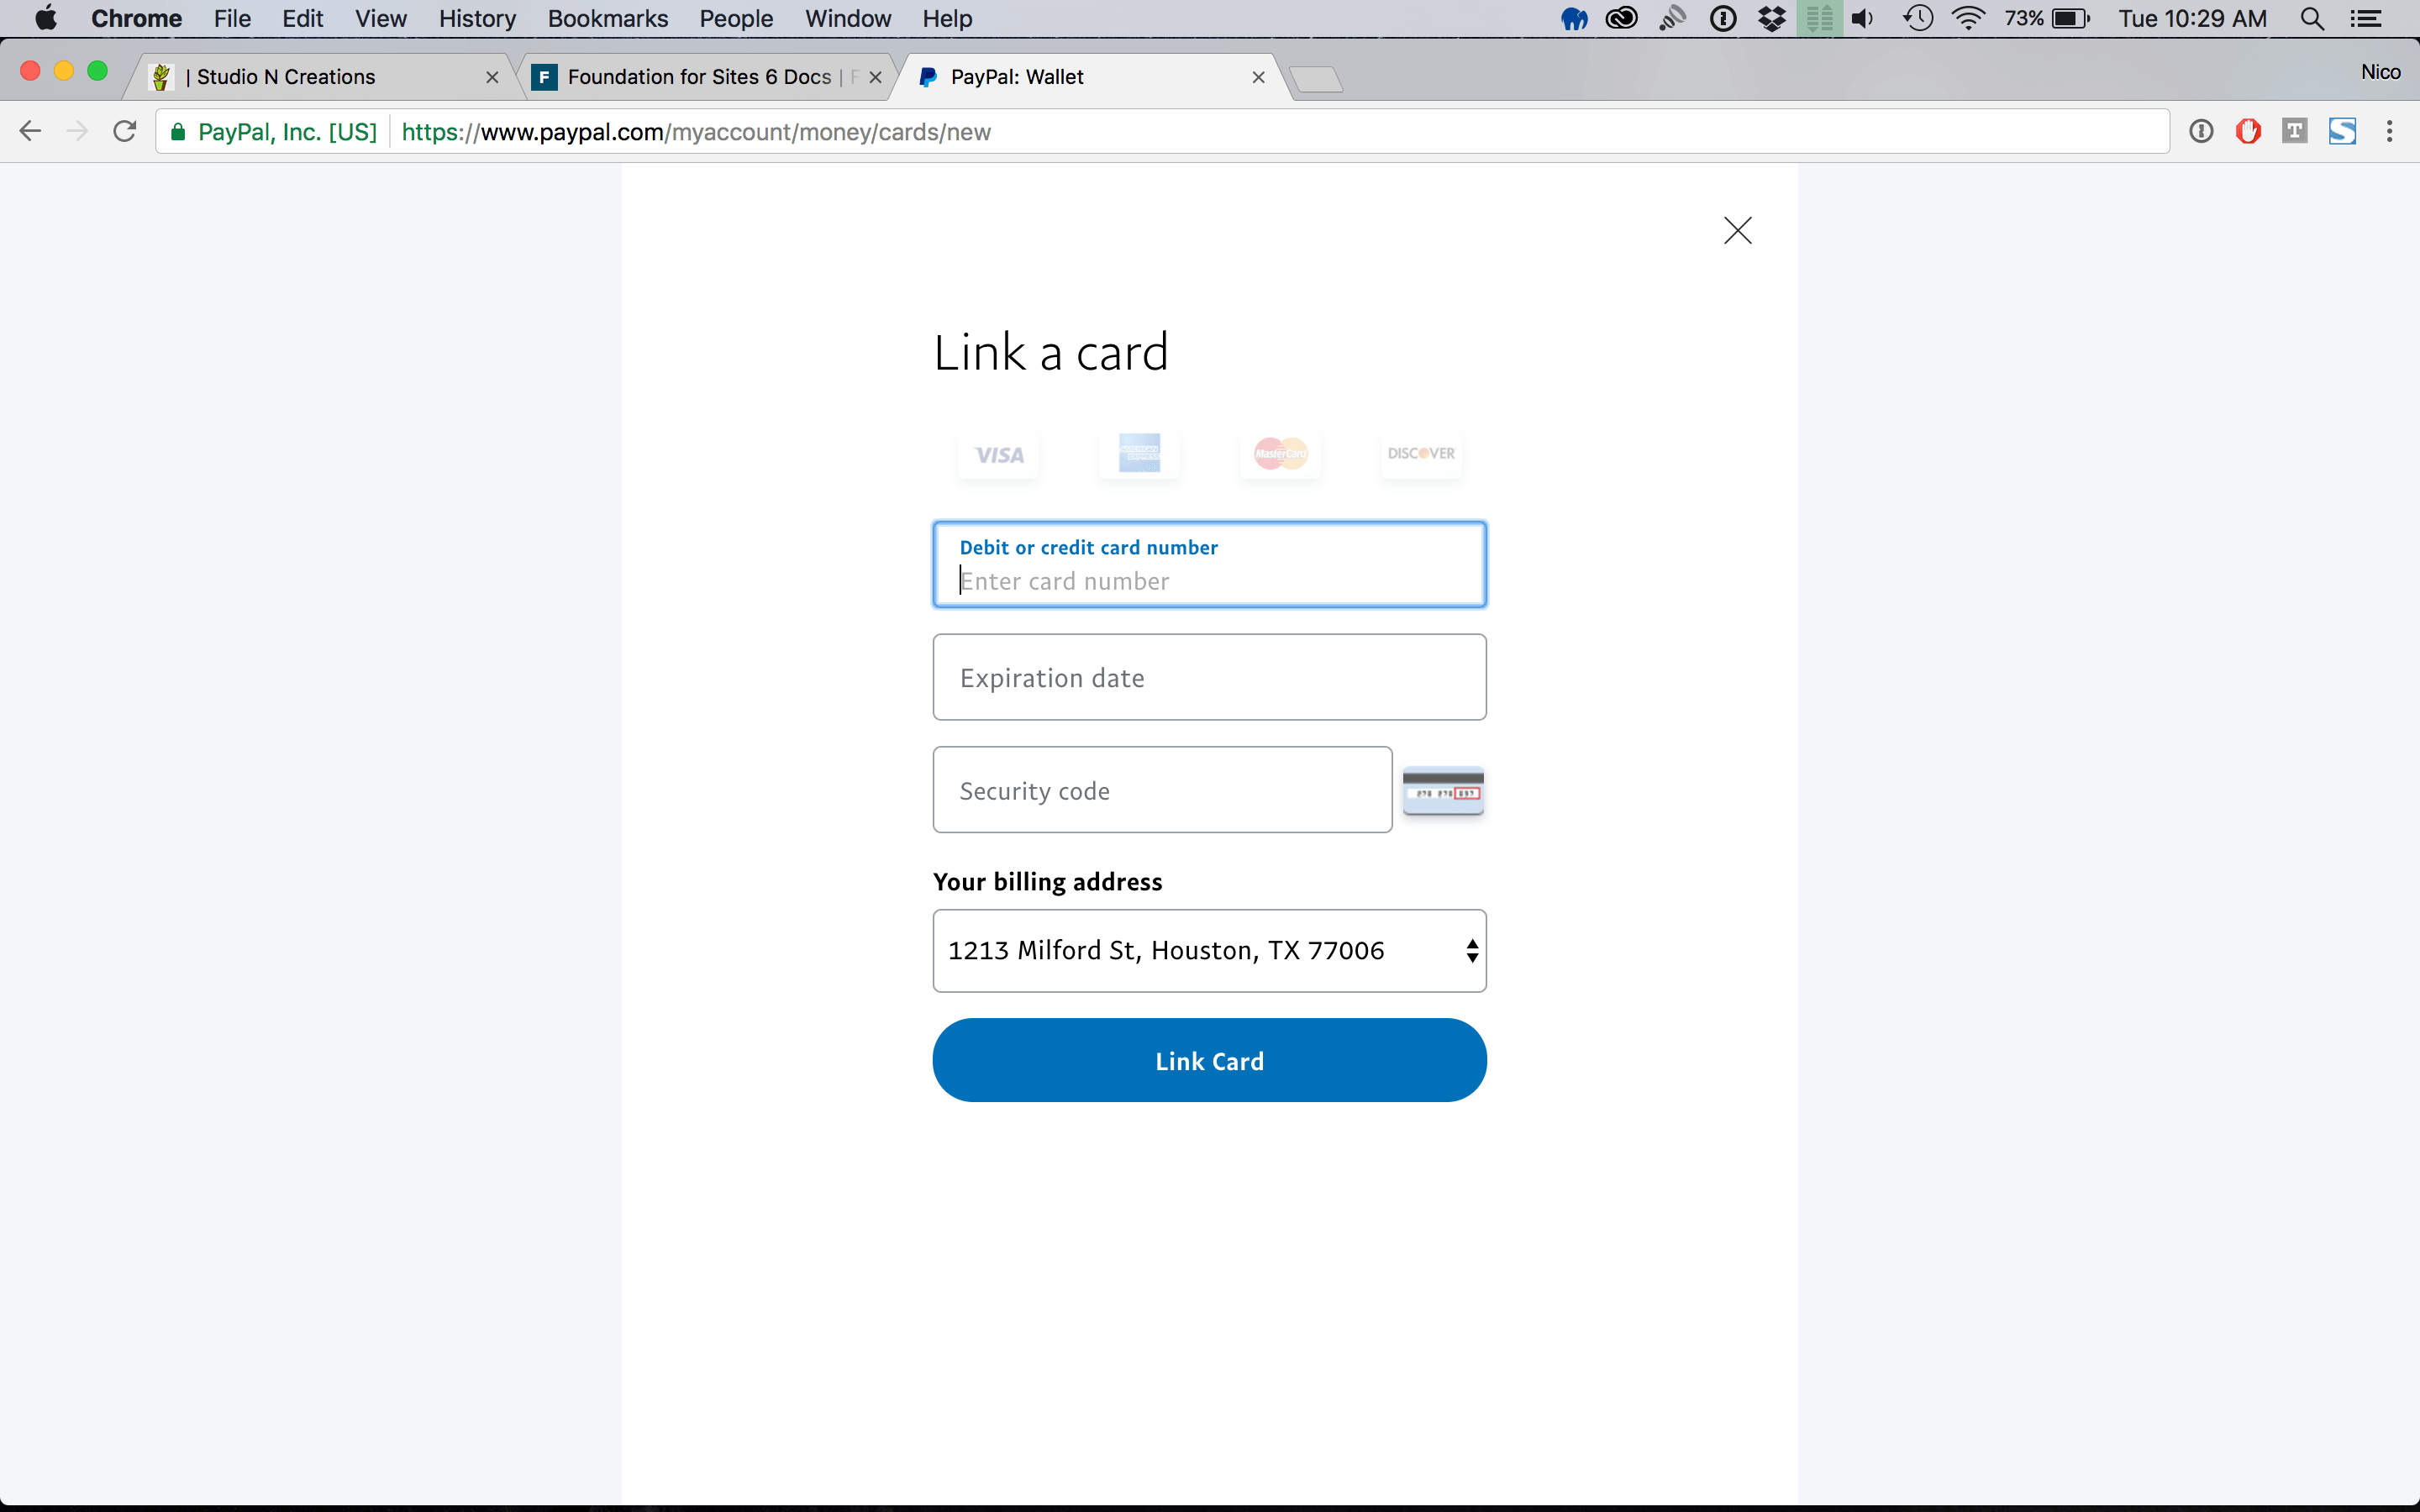 Chrome File Edit View History Bookmarks People Window Help 73% Tue 10:29 AM
| Studio N Creations
Foundation for Sites 6 Docs | F
PayPal: Wallet
Nico
PayPal, Inc. [US] https://www.paypal.com/myaccount/money/cards/new
Link a card
VISA
MasterCard
DISCOVER
Debit or credit card number
Enter card number
Expiration date
Security code
Your billing address
1213 Milford St, Houston, TX 77006
Link Card